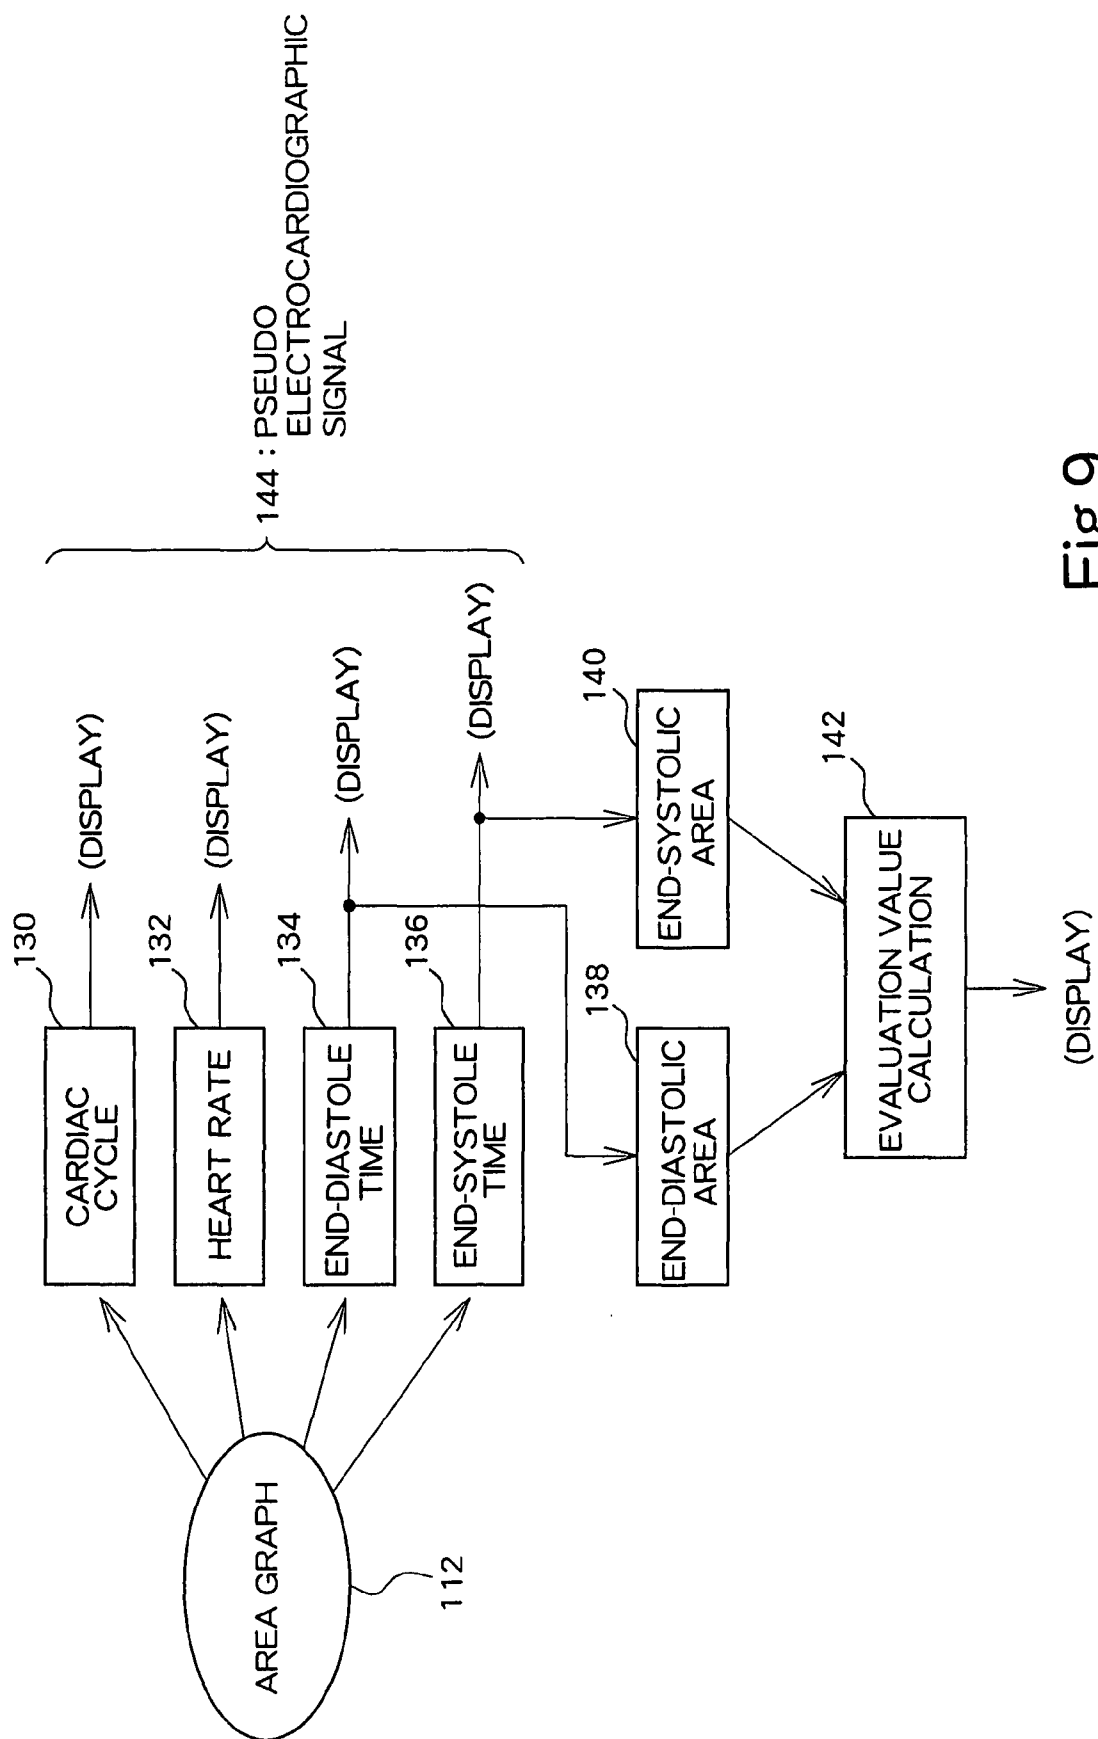 144 : PSEUDO
ELECTROCARDIOGRAPHIC
SIGNAL
130
CARDIAC
CYCLE
(DISPLAY)
132
HEART RATE
(DISPLAY)
AREA GRAPH
112
134
END-DIASTOLE
TIME
(DISPLAY)
136
END-SYSTOLE
TIME
(DISPLAY)
138
END-DIASTOLIC
AREA
140
END-SYSTOLIC
AREA
142
EVALUATION VALUE
CALCULATION
(DISPLAY)
Fig. 9